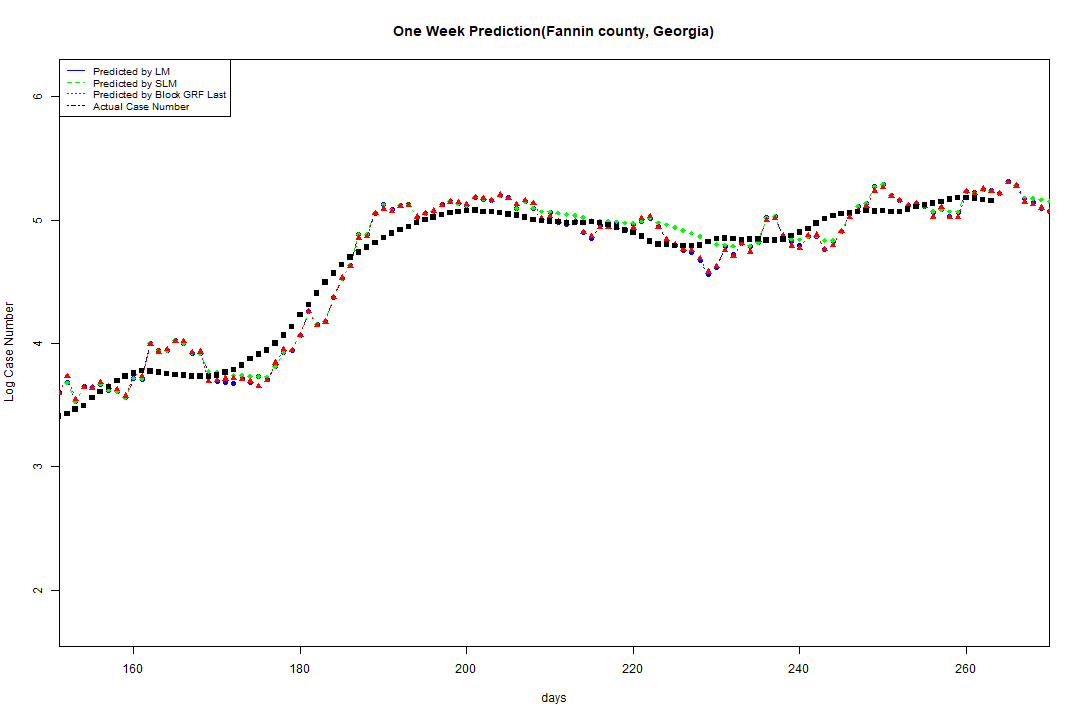 One Week Prediction(Fannin county, Georgia)
Predicted by LM
Predicted by SLM
Predicted by Block GRF Last
Actual Case Number
6
5
4
3
2
Log Case Number
160 180 200 220 240 260
days